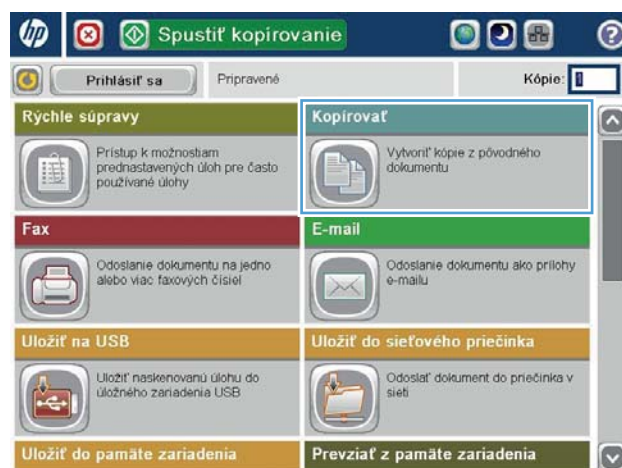 hp
Spustiť kopírovanie
?
Prihlásiť sa
Pripravené
Kópie: 1
Rýchle súpravy
Prístup k možnostiam
prednastavených úloh pre často
používané úlohy
Kopírovať
Vytvoriť kópie z pôvodného
dokumentu
Fax
Odoslanie dokumentu na jedno
alebo viac faxových čísiel
E-mail
Odoslanie dokumentu ako prílohy
e-mailu
Uložiť na USB
Uložiť naskenovanú úlohu do
úložného zariadenia USB
Uložiť do sieťového priečinka
Odoslať dokument do priečinka v
sieti
Uložiť do pamäte zariadenia
Prevziať z pamäte zariadenia